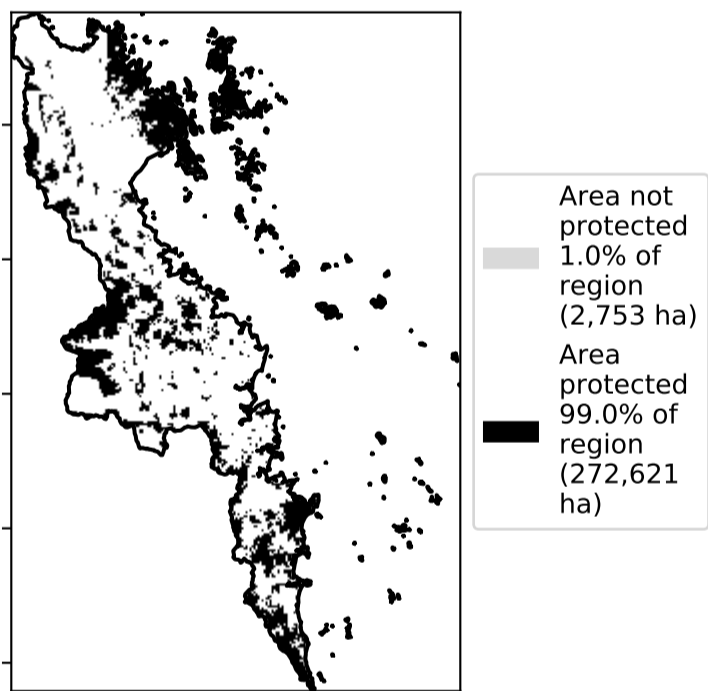 Area not
protected
1.0% of
region
(2,753 ha)
Area
protected
99.0% of
region
(272,621
ha)